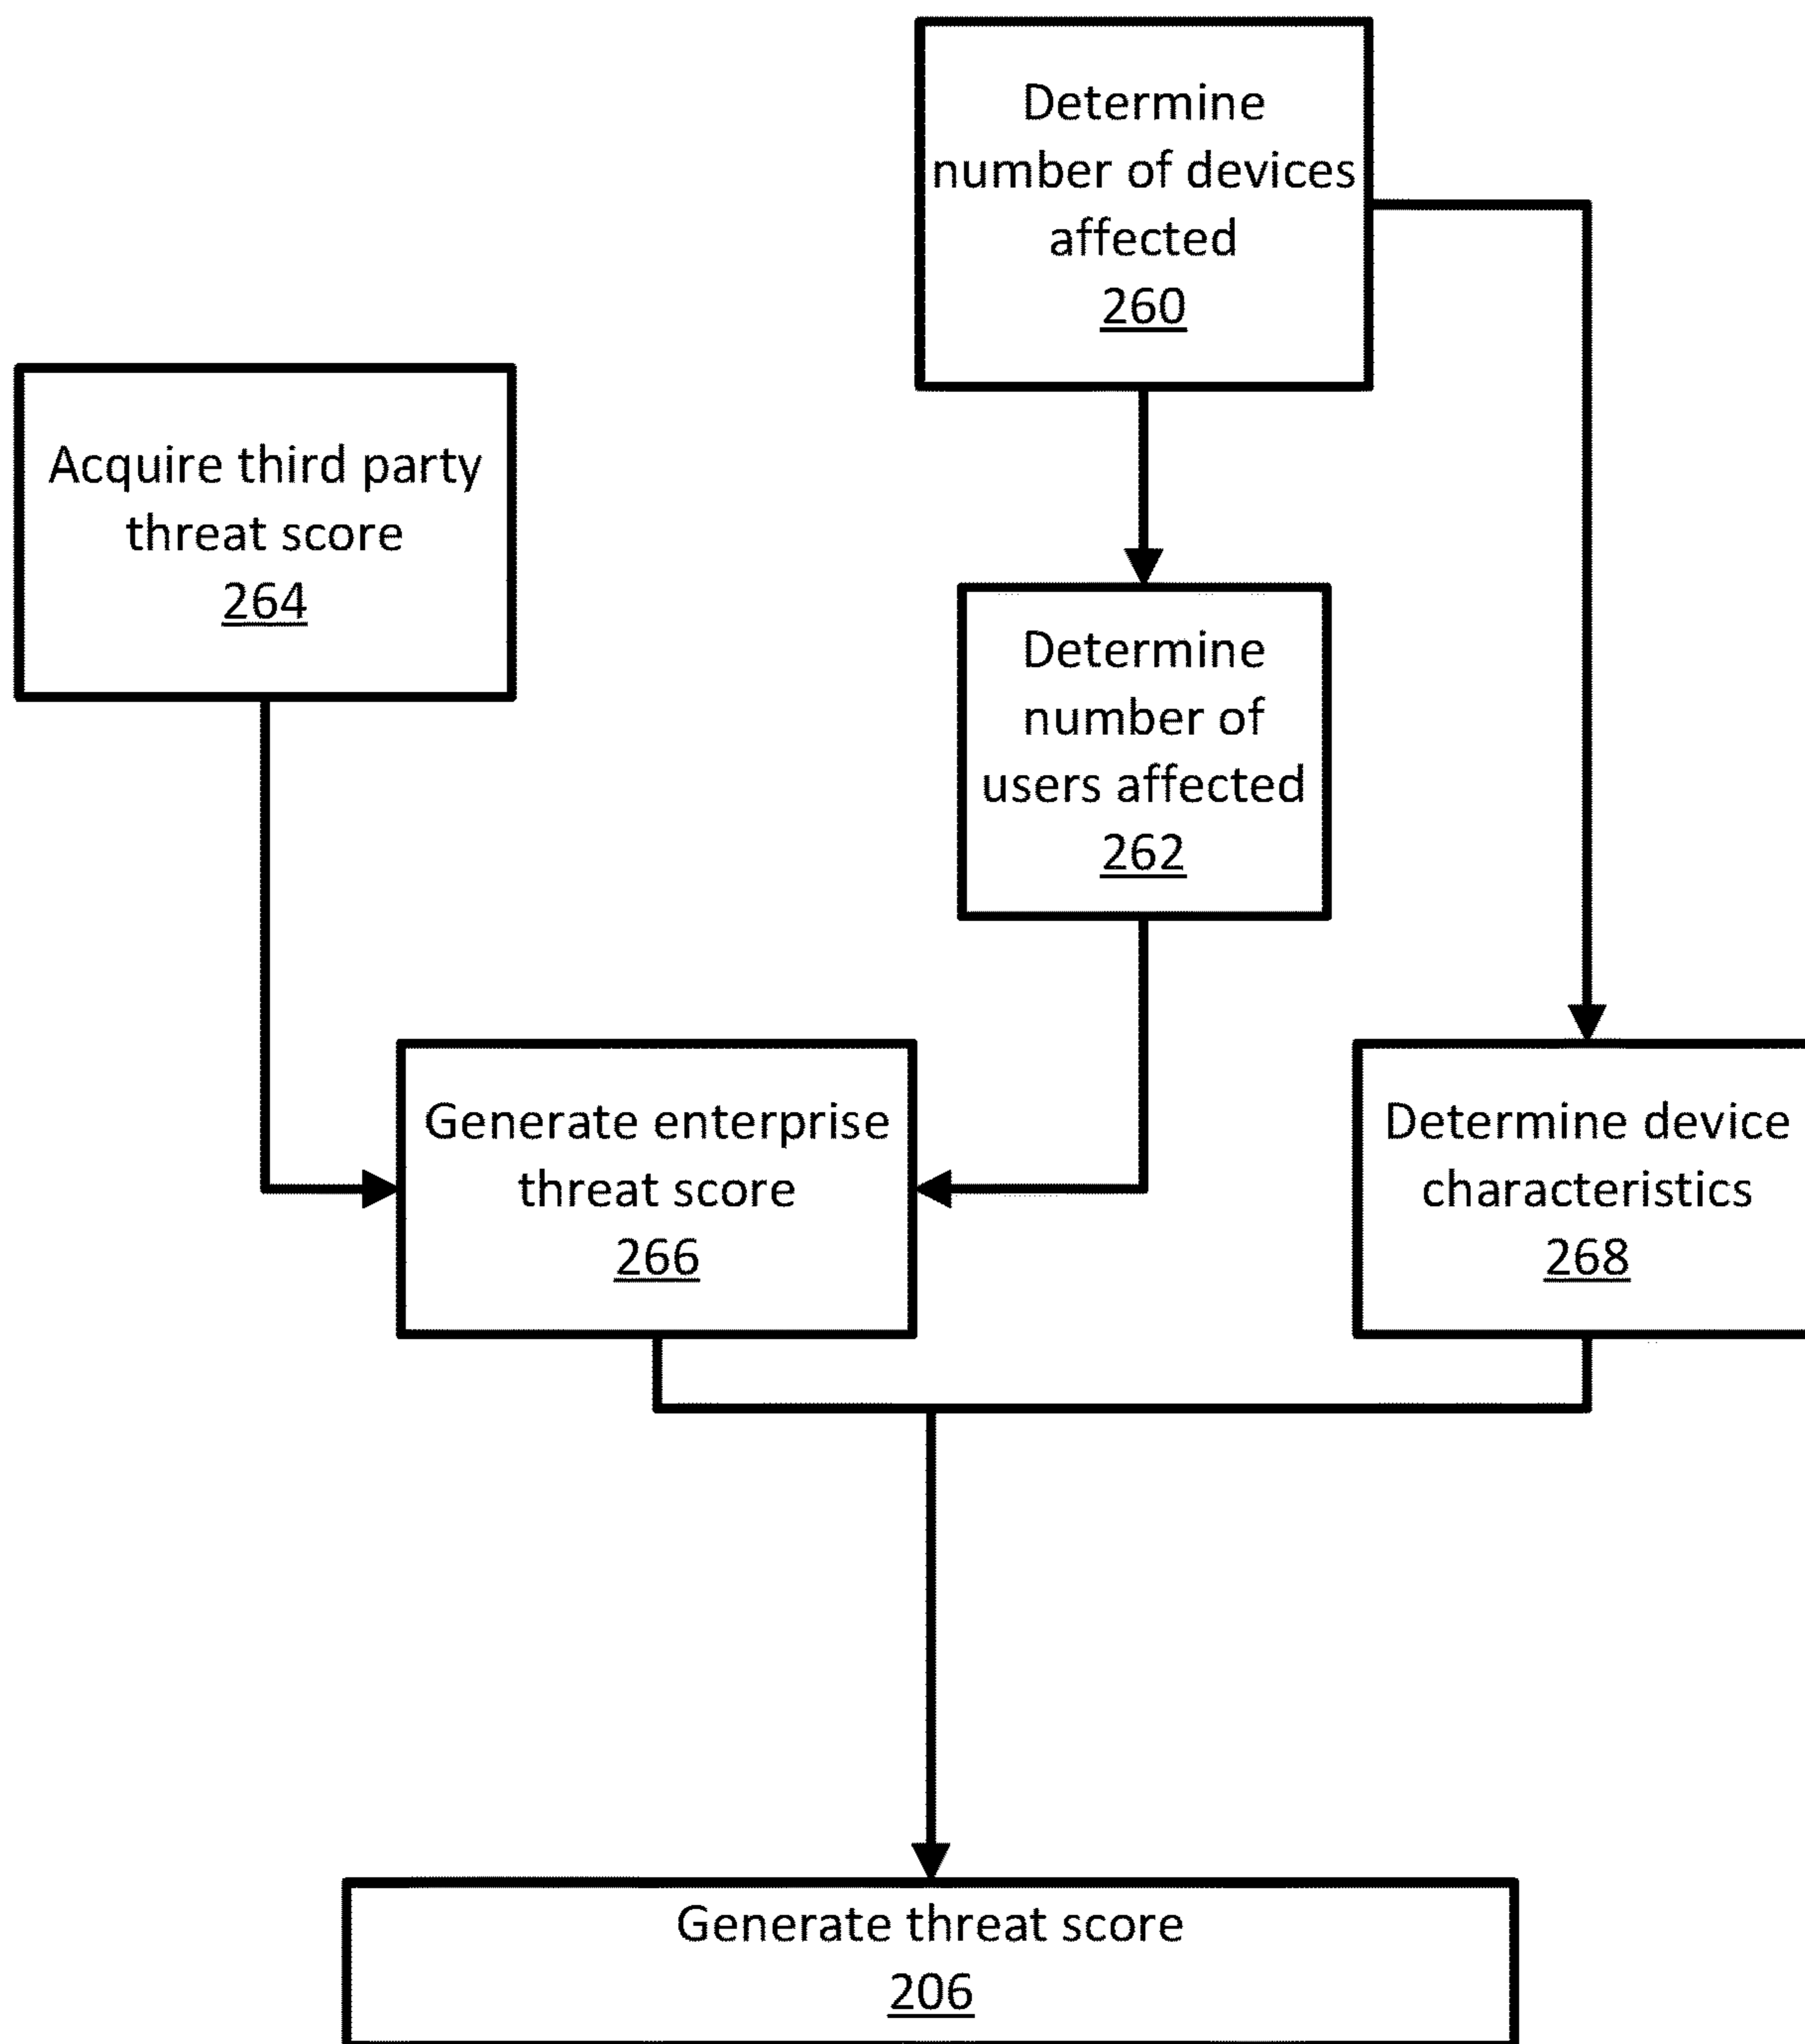 Determine
number of devices
affected
260
Acquire third party
threat score
264
Determine
number of
users affected
262
Generate enterprise
threat score
266
Determine device
characteristics
268
Generate threat score
206